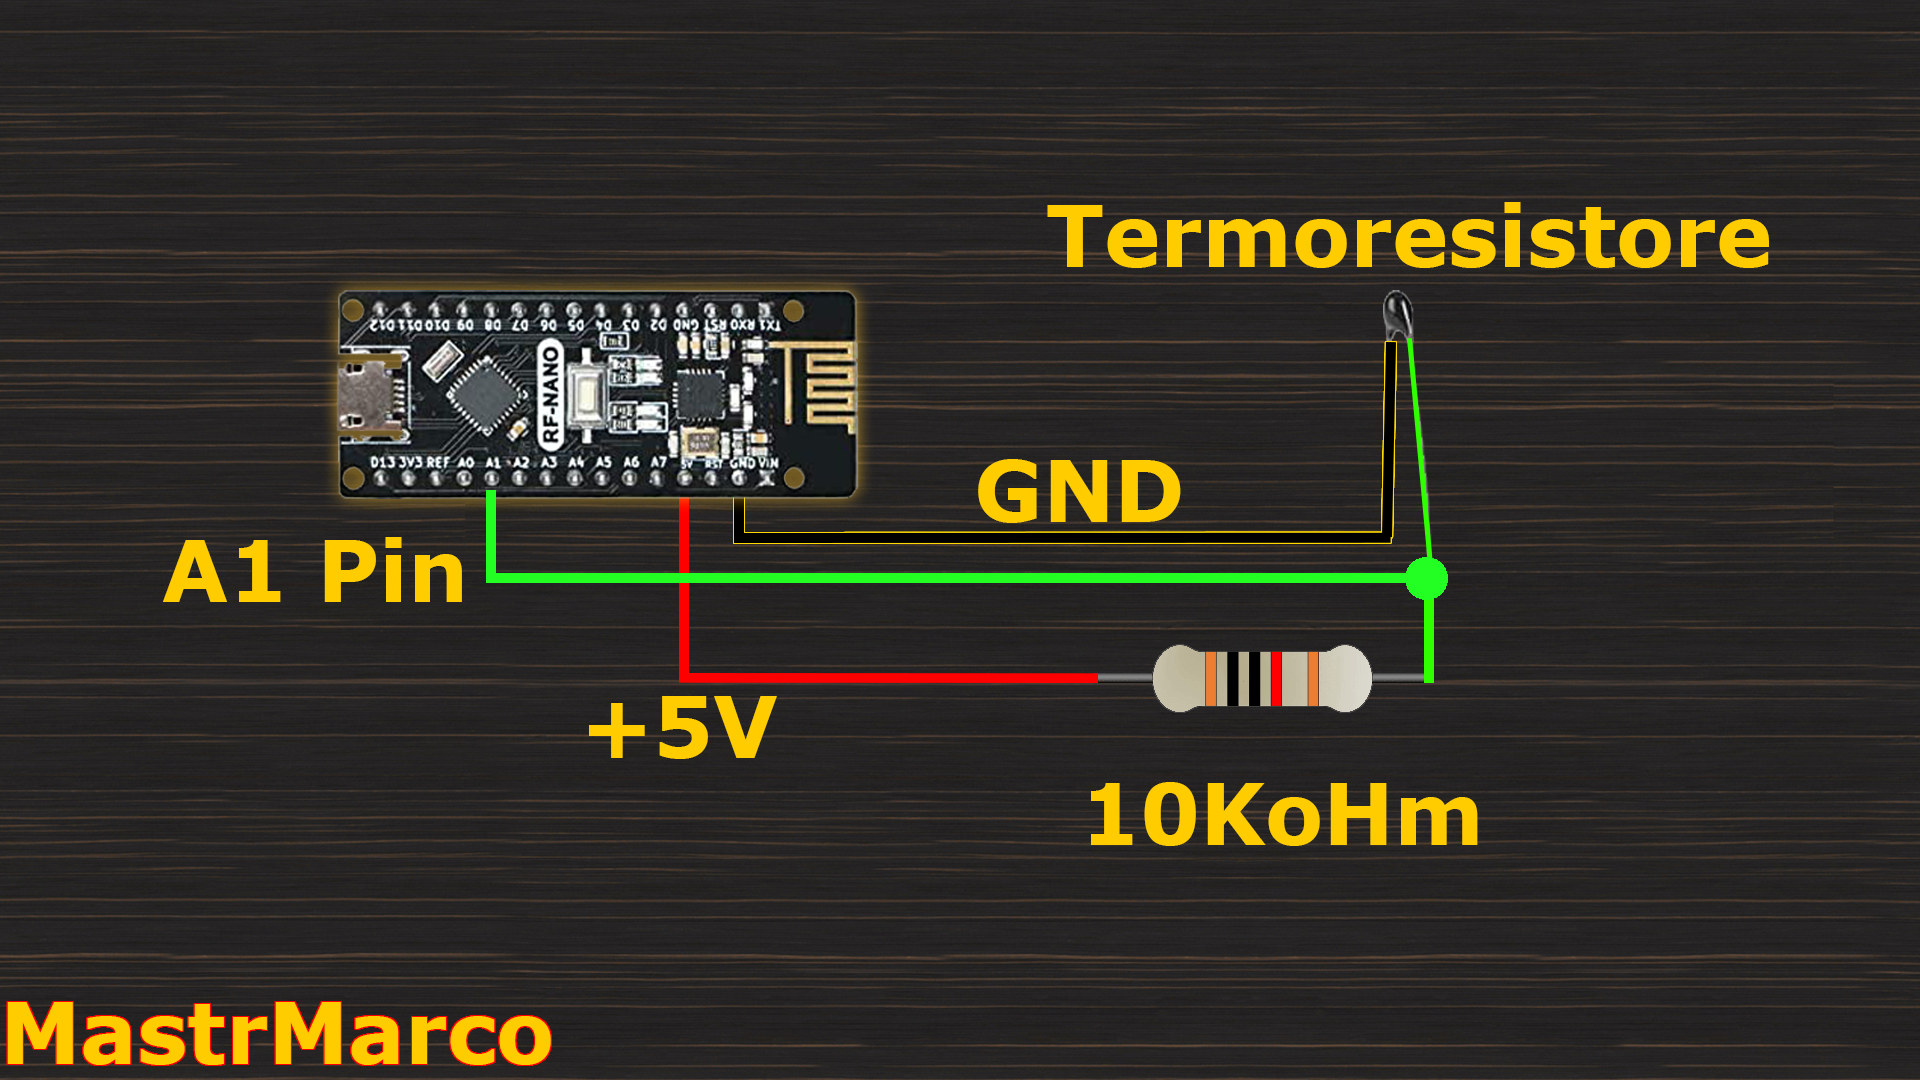 Termoresistore
D12 D11 D10 D9 D8 D7 D6 D5 D4 D3 D2 GND RST RX0 TX1
RF-NANO
D13 3V3 REF A0 A1 A2 A3 A4 A5 A6 A7 5V RST GND VIN
GND
A1 Pin
+5V
10KoHm
MastrMarco